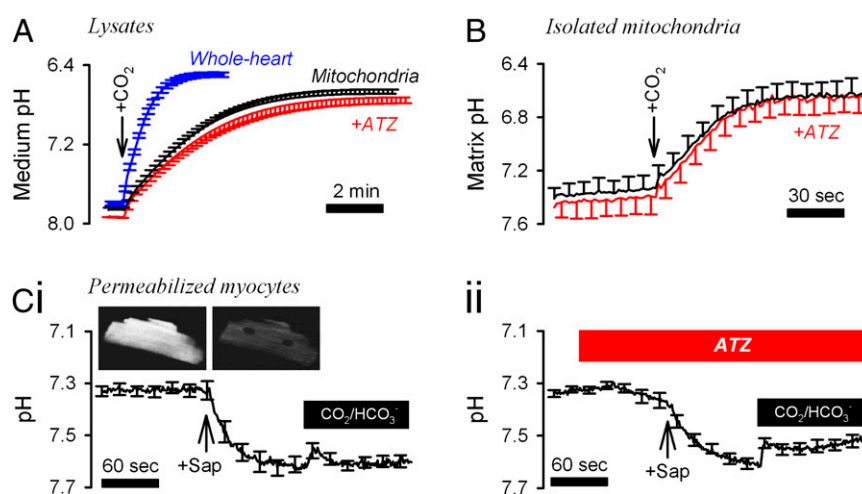 A
Lysates
Whole-heart
Mitochondria
+ATZ
+CO2
Medium pH
6.4
7.2
8.0
2 min
B
Isolated mitochondria
+CO2
+ATZ
Matrix pH
6.4
6.8
7.2
7.6
30 sec
Ci
Permeabilized myocytes
pH
7.1
7.3
7.5
7.7
CO2/HCO3-
+Sap
60 sec
ii
ATZ
pH
7.1
7.3
7.5
7.7
CO2/HCO3-
+Sap
60 sec